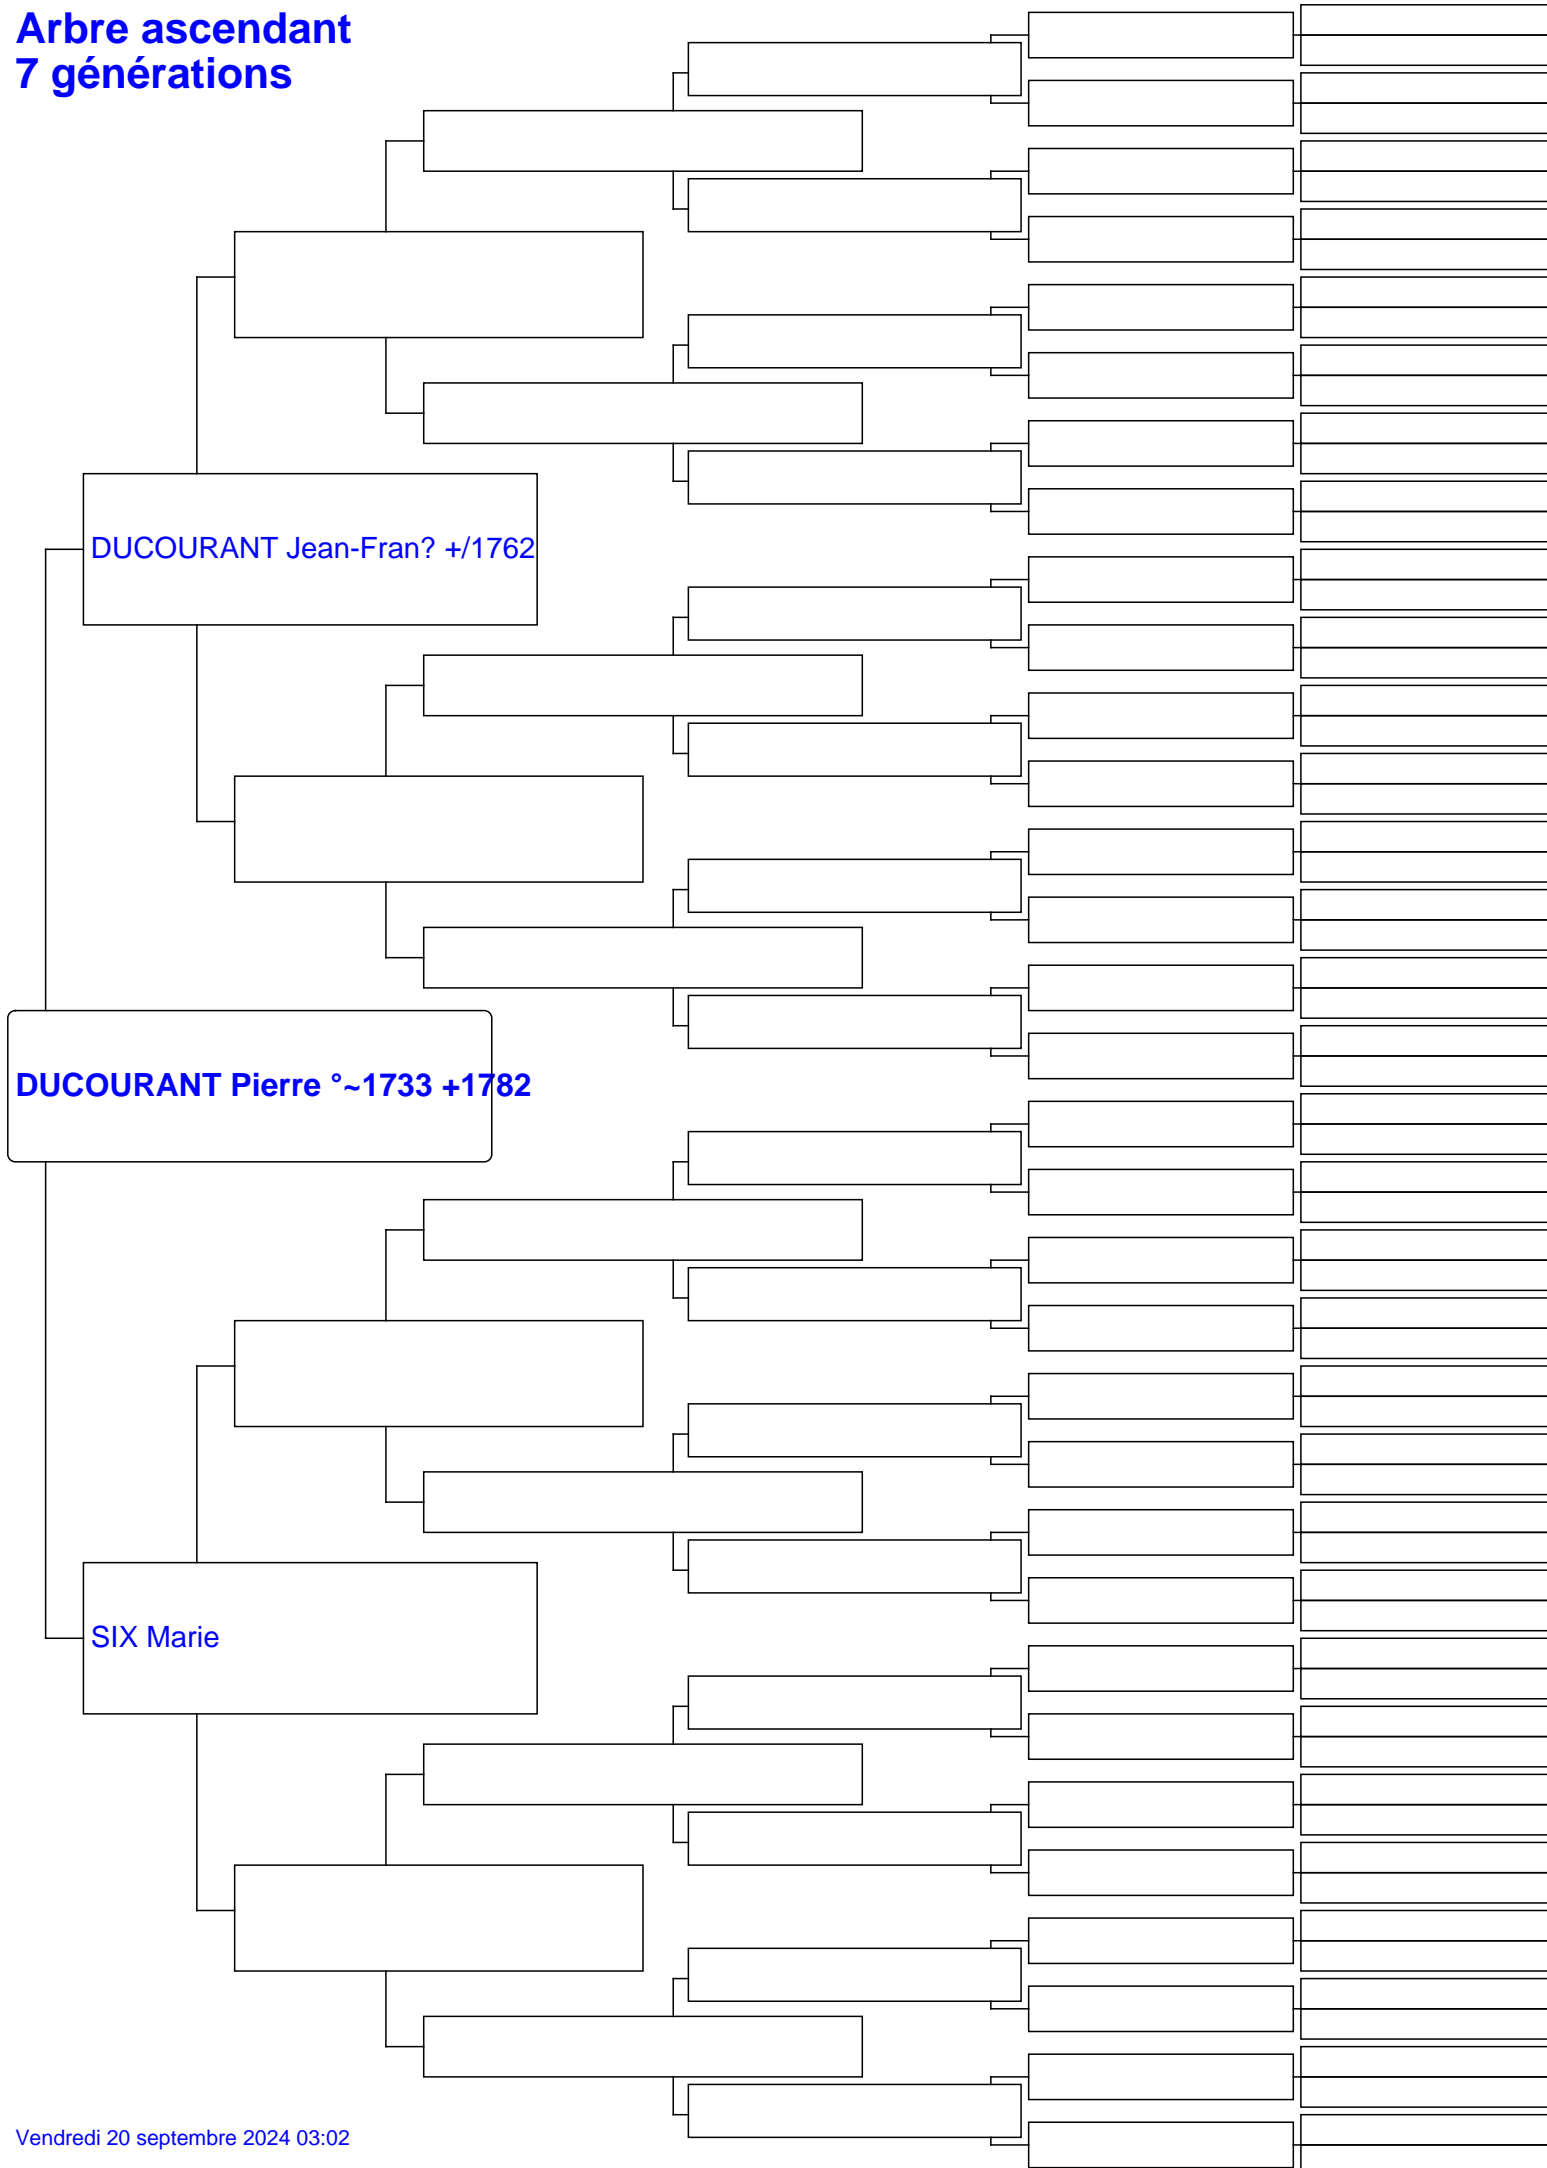 Arbre ascendant
7 générations
DUCOURANT Jean-Fran? +/1762
DUCOURANT Pierre °~1733 +1782
SIX Marie
Vendredi 20 septembre 2024 03:02